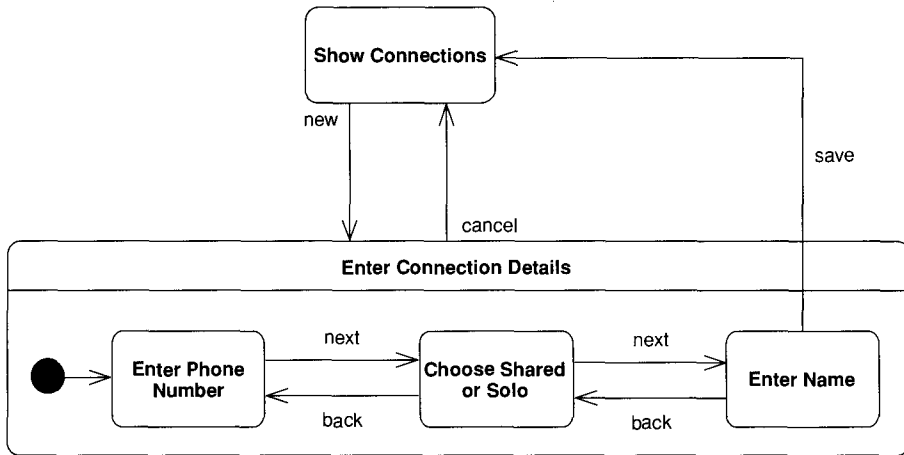 Show Connections
new
save
cancel
Enter Connection Details
next
next
Enter Phone
Number
Choose Shared
or Solo
Enter Name
back
back